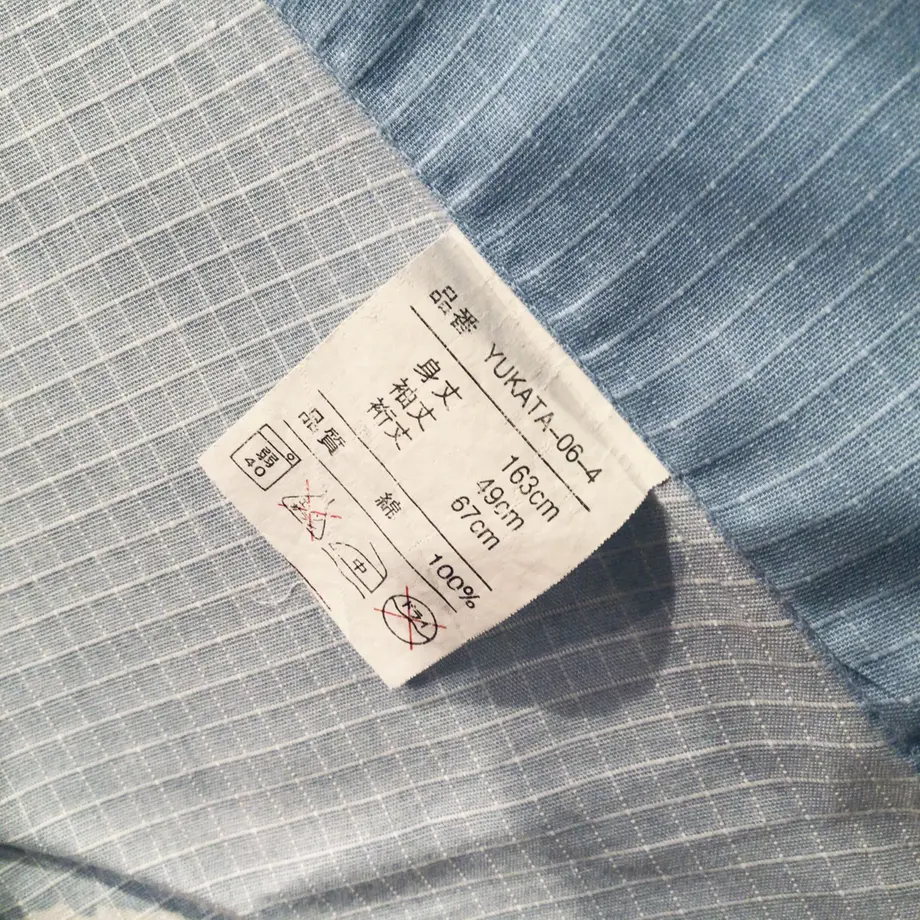 品番 YUKATA-06-4
身丈 163cm
袖丈 49cm
裄丈 67cm
品質 綿 100%
弱 40 中 ドライ